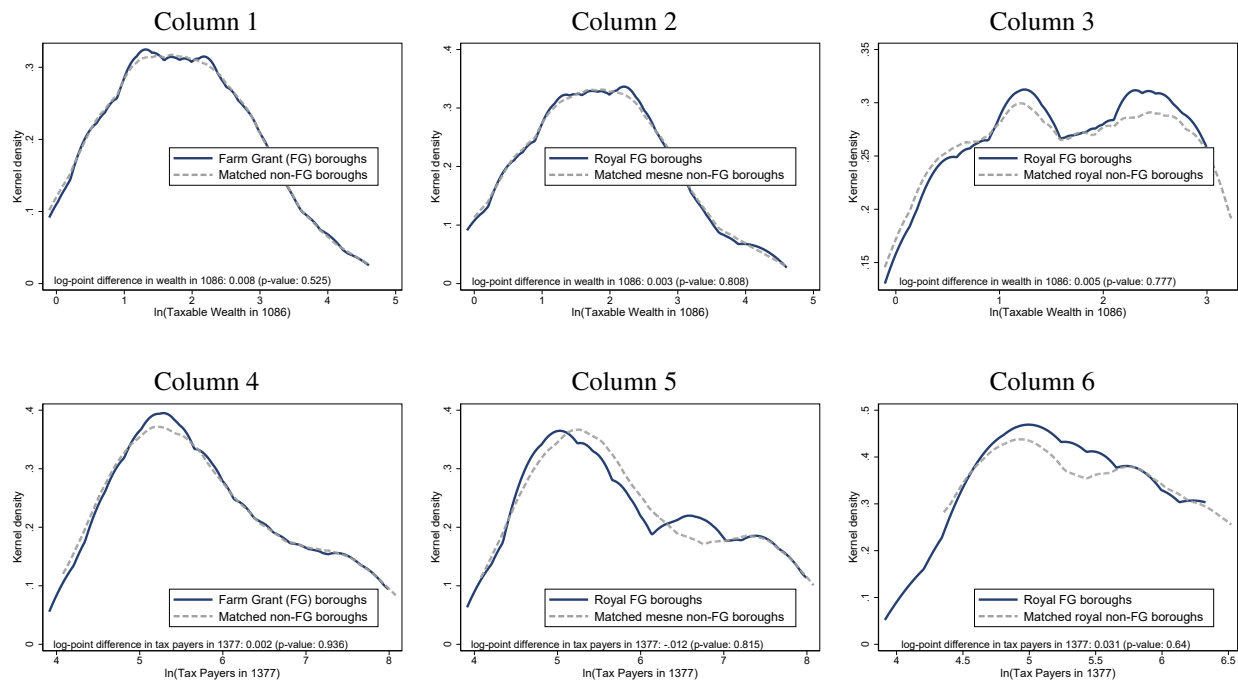 Column 1
Kernel density
0 .1 .2 .3
Farm Grant (FG) boroughs
Matched non-FG boroughs
log-point difference in wealth in 1086: 0.008 (p-value: 0.525)
0 1 2 3 4 5
ln(Taxable Wealth in 1086)
Column 2
Kernel density
0 .1 .2 .3 .4
Royal FG boroughs
Matched mesne non-FG boroughs
log-point difference in wealth in 1086: 0.003 (p-value: 0.808)
0 1 2 3 4 5
ln(Taxable Wealth in 1086)
Column 3
Kernel density
.15 .2 .25 .3 .35
Royal FG boroughs
Matched royal non-FG boroughs
log-point difference in wealth in 1086: 0.005 (p-value: 0.777)
0 1 2 3
ln(Taxable Wealth in 1086)
Column 4
Kernel density
0 .1 .2 .3 .4
Farm Grant (FG) boroughs
Matched non-FG boroughs
log-point difference in tax payers in 1377: 0.002 (p-value: 0.936)
4 5 6 7 8
ln(Tax Payers in 1377)
Column 5
Kernel density
0 .1 .2 .3 .4
Royal FG boroughs
Matched mesne non-FG boroughs
log-point difference in tax payers in 1377: -.012 (p-value: 0.815)
4 5 6 7 8
ln(Tax Payers in 1377)
Column 6
Kernel density
0 .1 .2 .3 .4 .5
Royal FG boroughs
Matched royal non-FG boroughs
log-point difference in tax payers in 1377: 0.031 (p-value: 0.64)
4 4.5 5 5.5 6 6.5
ln(Tax Payers in 1377)